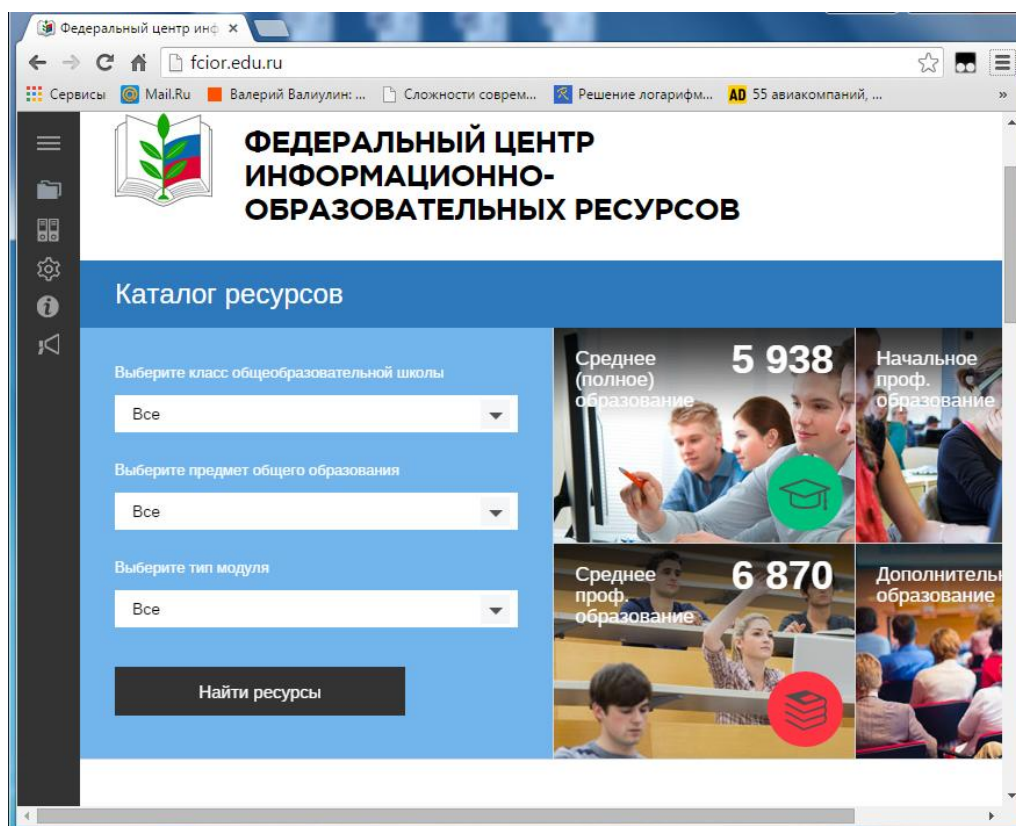 Федеральный центр инф
fcior.edu.ru
Сервисы Mail.Ru Валерий Валиулин: ... Сложности соврем... Решение логарифм... AD 55 авиакомпаний, ... »
ФЕДЕРАЛЬНЫЙ ЦЕНТР
ИНФОРМАЦИОННО-
ОБРАЗОВАТЕЛЬНЫХ РЕСУРСОВ
Каталог ресурсов
Выберите класс общеобразовательной школы
Все
Выберите предмет общего образования
Все
Выберите тип модуля
Все
Найти ресурсы
Среднее
(полное)
образование
5 938
Начальное
проф.
образование
Среднее
проф.
образование
6 870
Дополнитель
образование